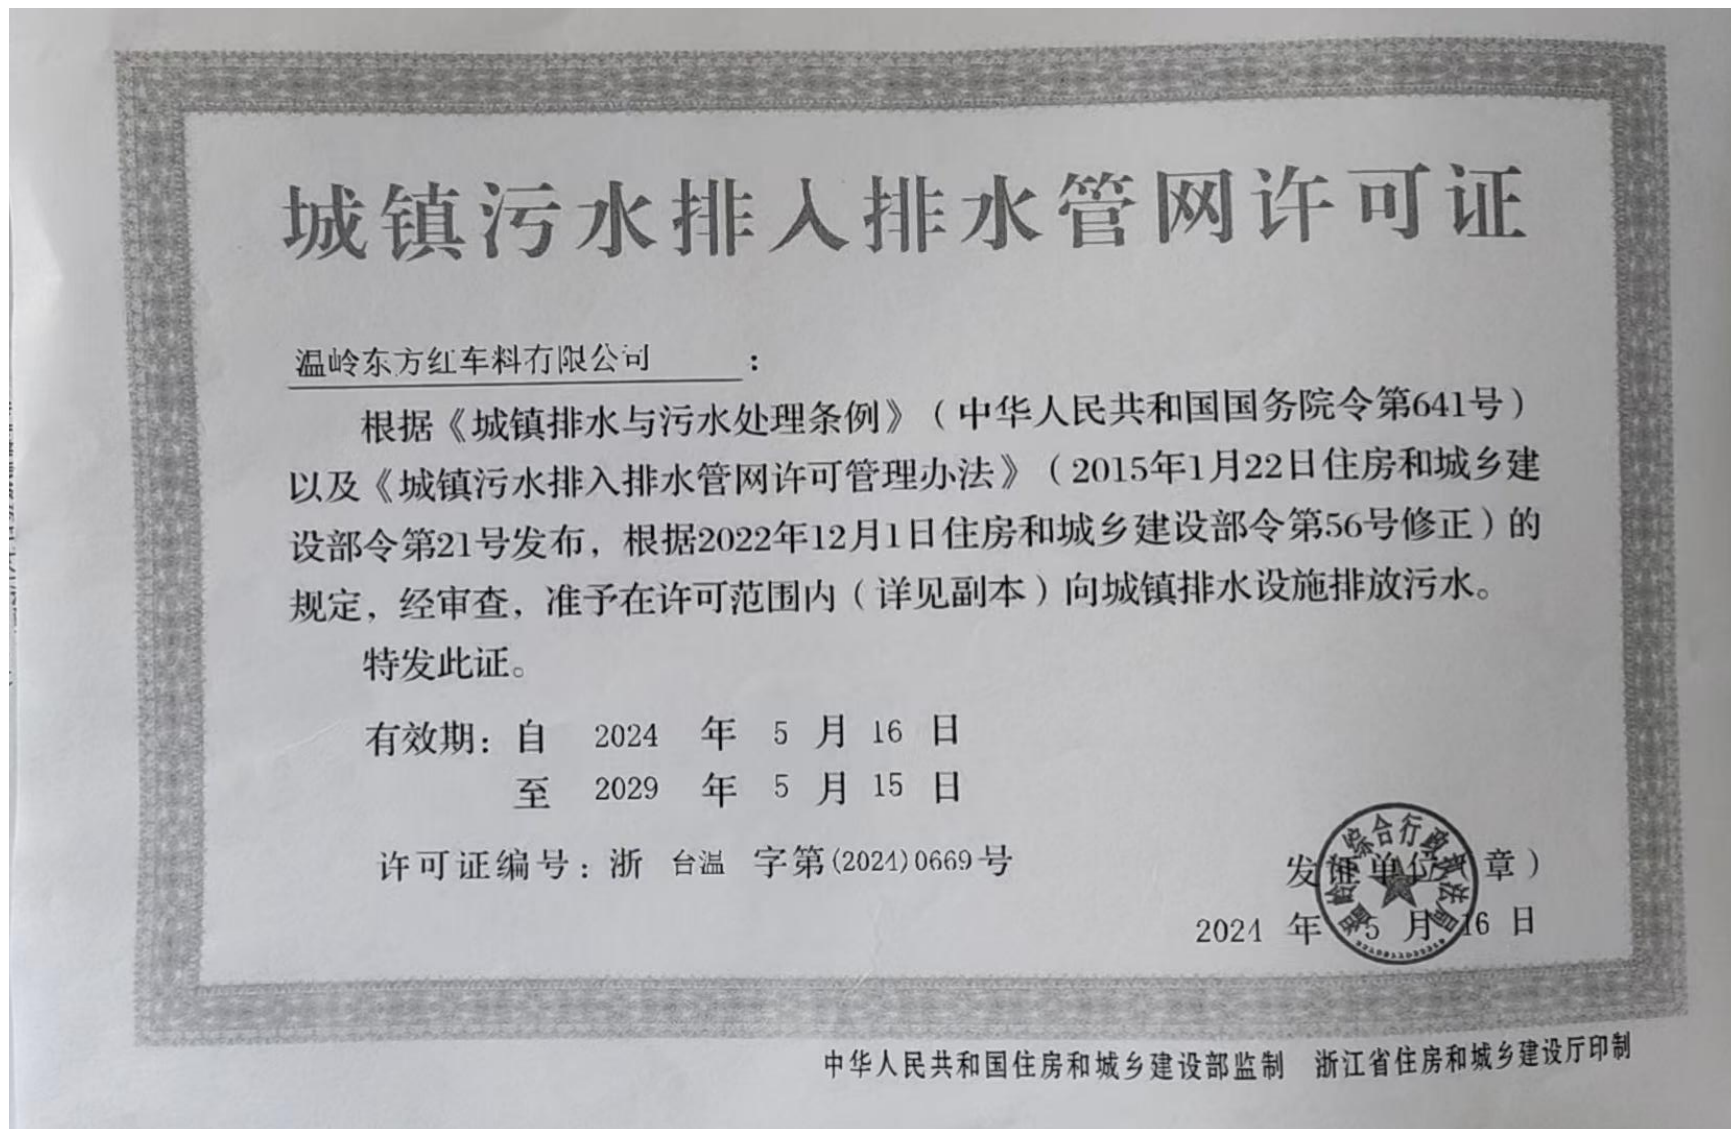 城镇污水排入排水管网许可证
温岭东方红车料有限公司：
根据《城镇排水与污水处理条例》（中华人民共和国国务院令第641号）
以及《城镇污水排入排水管网许可管理办法》（2015年1月22日住房和城乡建
设部令第21号发布，根据2022年12月1日住房和城乡建设部令第56号修正）的
规定，经审查，准予在许可范围内（详见副本）向城镇排水设施排放污水。
特发此证。
有效期：自 2024 年 5 月 16 日
至 2029 年 5 月 15 日
许可证编号：浙 台温 字第(2024)0669号
发证单位（章）
温岭市综合行政执法局
2024 年 5 月 16 日
中华人民共和国住房和城乡建设部监制 浙江省住房和城乡建设厅印制